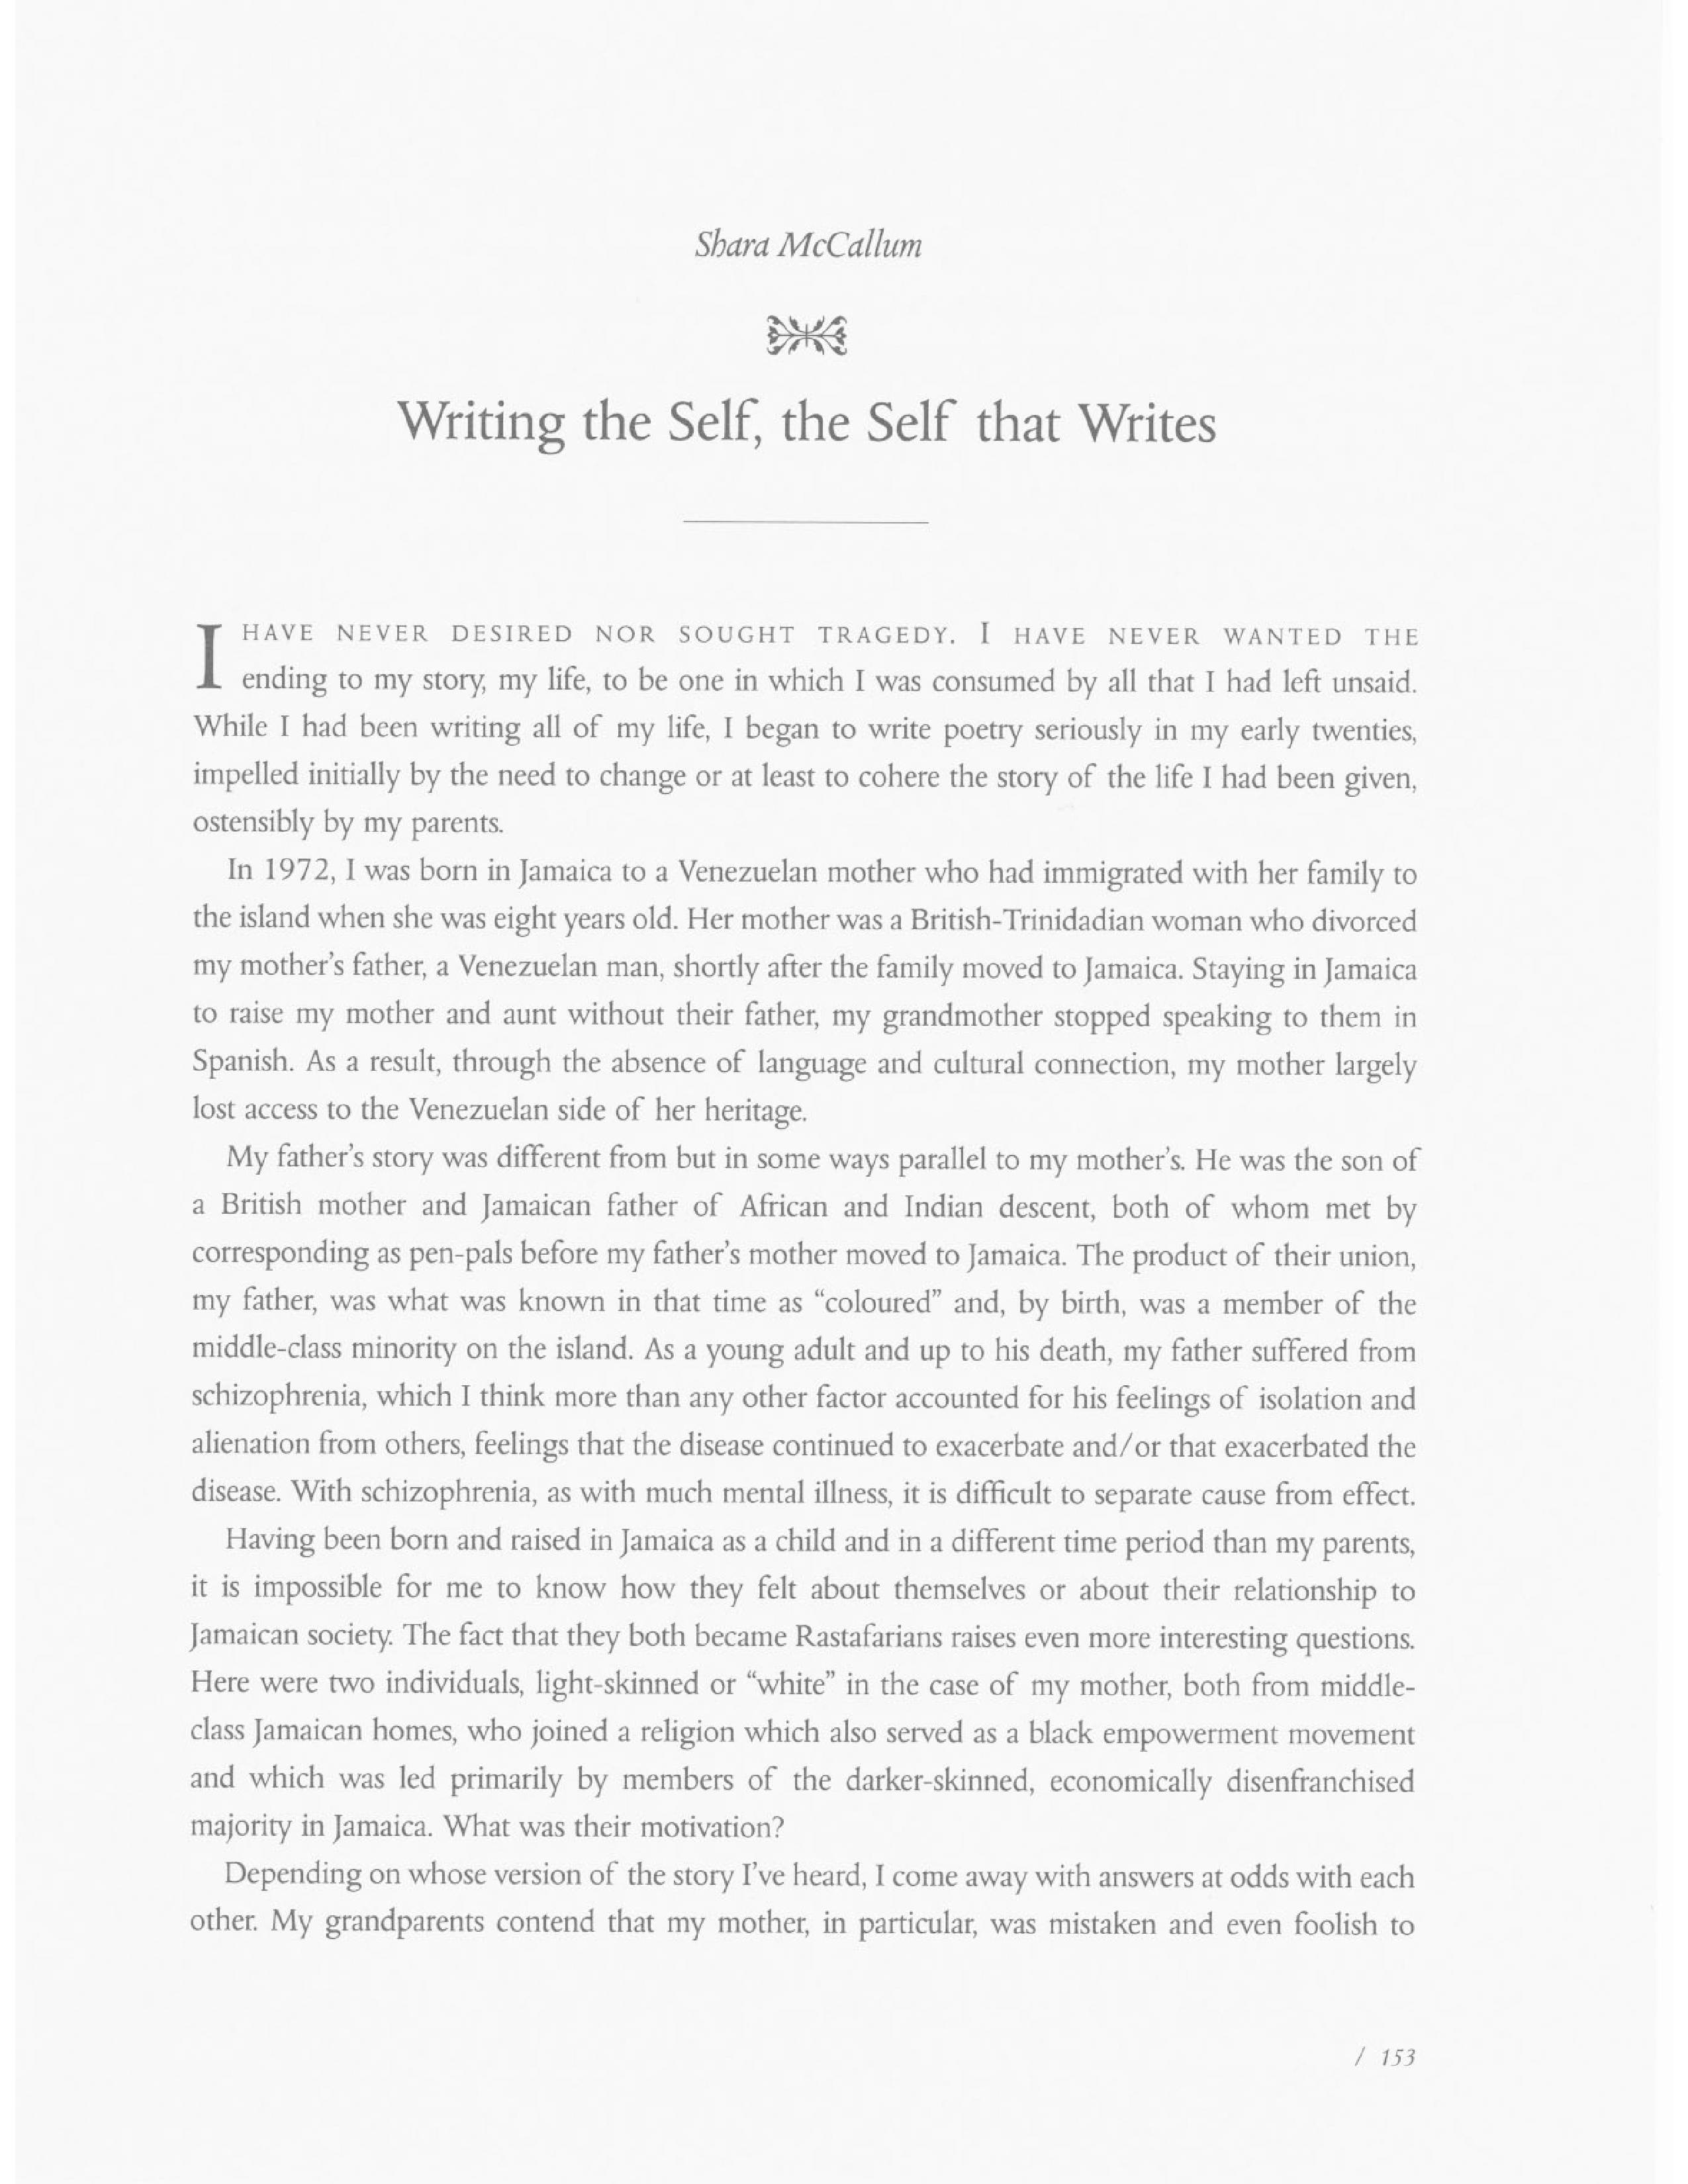 Shara McCallum
Writing the Self, the Self that Writes
I HAVE NEVER DESIRED NOR SOUGHT TRAGEDY. I HAVE NEVER WANTED THE
ending to my story, my life, to be one in which I was consumed by all that I had left unsaid.
While I had been writing all of my life, I began to write poetry seriously in my early twenties,
impelled initially by the need to change or at least to cohere the story of the life I had been given,
ostensibly by my parents.
In 1972, I was born in Jamaica to a Venezuelan mother who had immigrated with her family to
the island when she was eight years old. Her mother was a British-Trinidadian woman who divorced
my mother's father, a Venezuelan man, shortly after the family moved to Jamaica. Staying in Jamaica
to raise my mother and aunt without their father, my grandmother stopped speaking to them in
Spanish. As a result, through the absence of language and cultural connection, my mother largely
lost access to the Venezuelan side of her heritage.
My father's story was different from but in some ways parallel to my mother's. He was the son of
a British mother and Jamaican father of African and Indian descent, both of whom met by
corresponding as pen-pals before my father's mother moved to Jamaica. The product of their union,
my father, was what was known in that time as “coloured” and, by birth, was a member of the
middle-class minority on the island. As a young adult and up to his death, my father suffered from
schizophrenia, which I think more than any other factor accounted for his feelings of isolation and
alienation from others, feelings that the disease continued to exacerbate and/or that exacerbated the
disease. With schizophrenia, as with much mental illness, it is difficult to separate cause from effect.
Having been born and raised in Jamaica as a child and in a different time period than my parents,
it is impossible for me to know how they felt about themselves or about their relationship to
Jamaican society. The fact that they both became Rastafarians raises even more interesting questions.
Here were two individuals, light-skinned or “white” in the case of my mother, both from middle-
class Jamaican homes, who joined a religion which also served as a black empowerment movement
and which was led primarily by members of the darker-skinned, economically disenfranchised
majority in Jamaica. What was their motivation?
Depending on whose version of the story I've heard, I come away with answers at odds with each
other. My grandparents contend that my mother, in particular, was mistaken and even foolish to
/ 153